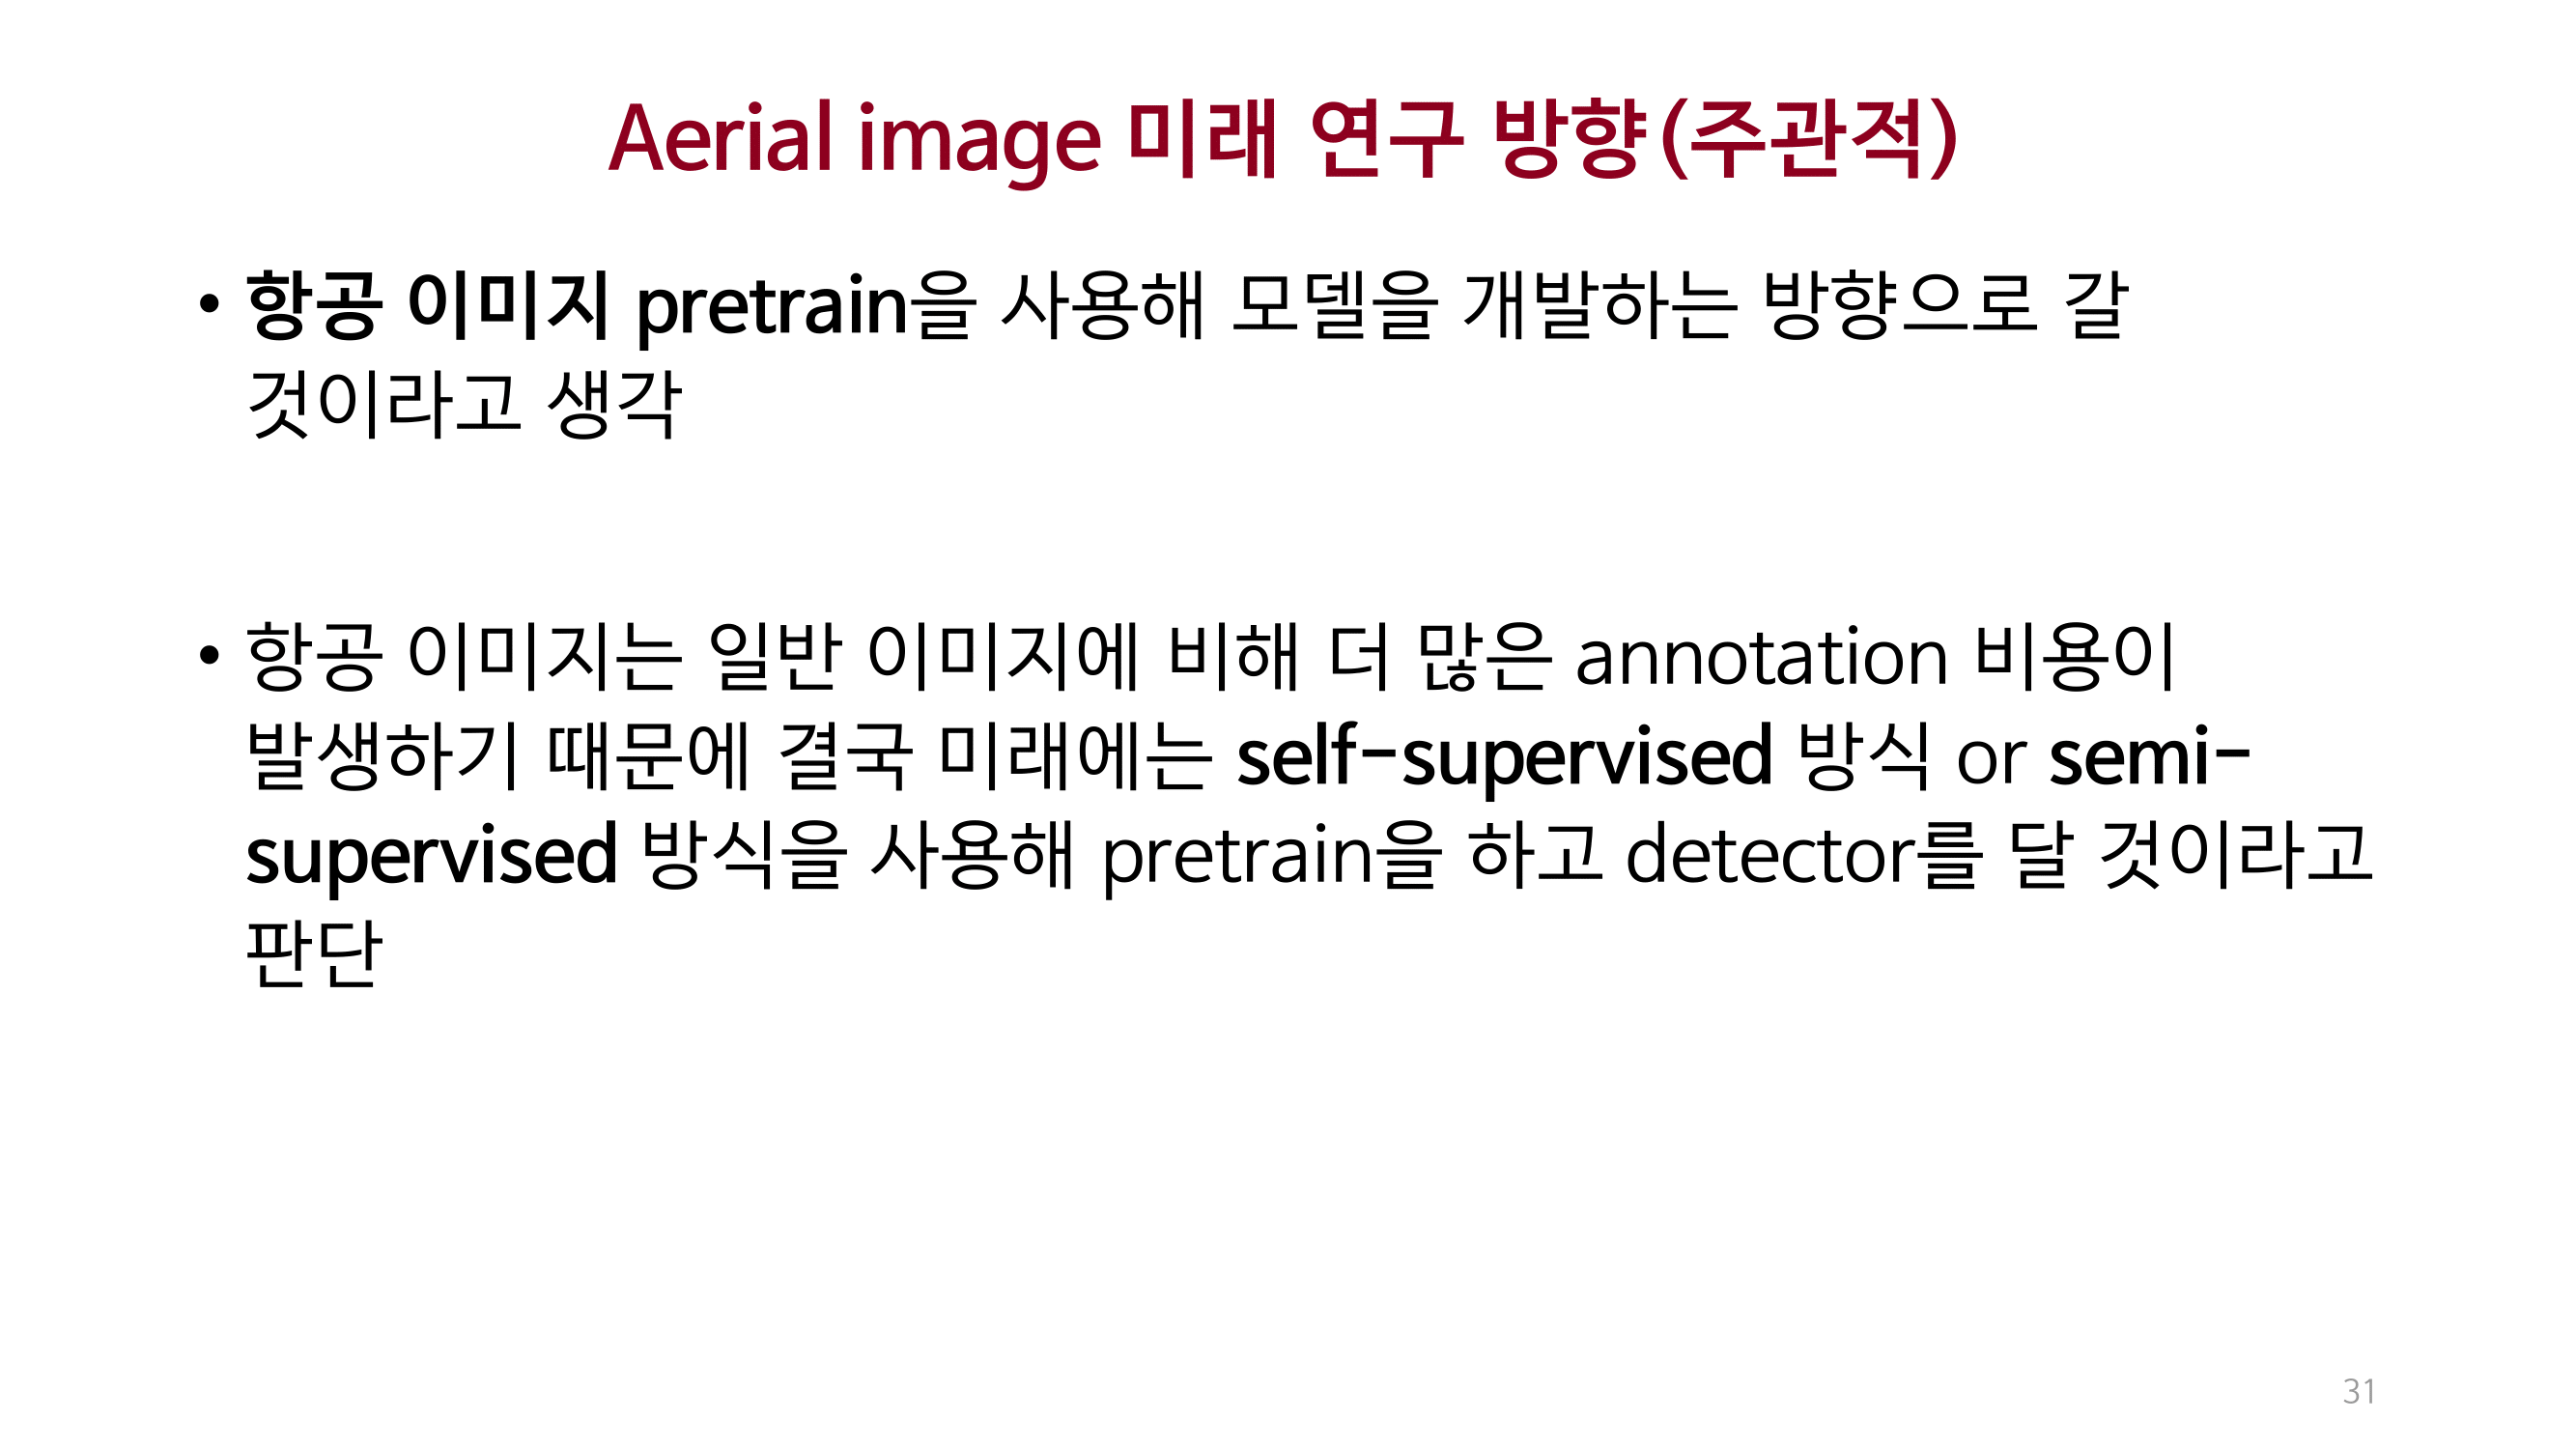 Aerial image 미래 연구 방향(주관적)
• 항공 이미지 pretrain을 사용해 모델을 개발하는 방향으로 갈
것이라고 생각
• 항공 이미지는 일반 이미지에 비해 더 많은 annotation 비용이
발생하기 때문에 결국 미래에는 self-supervised 방식 or semi-
supervised 방식을 사용해 pretrain을 하고 detector를 달 것이라고
판단
31